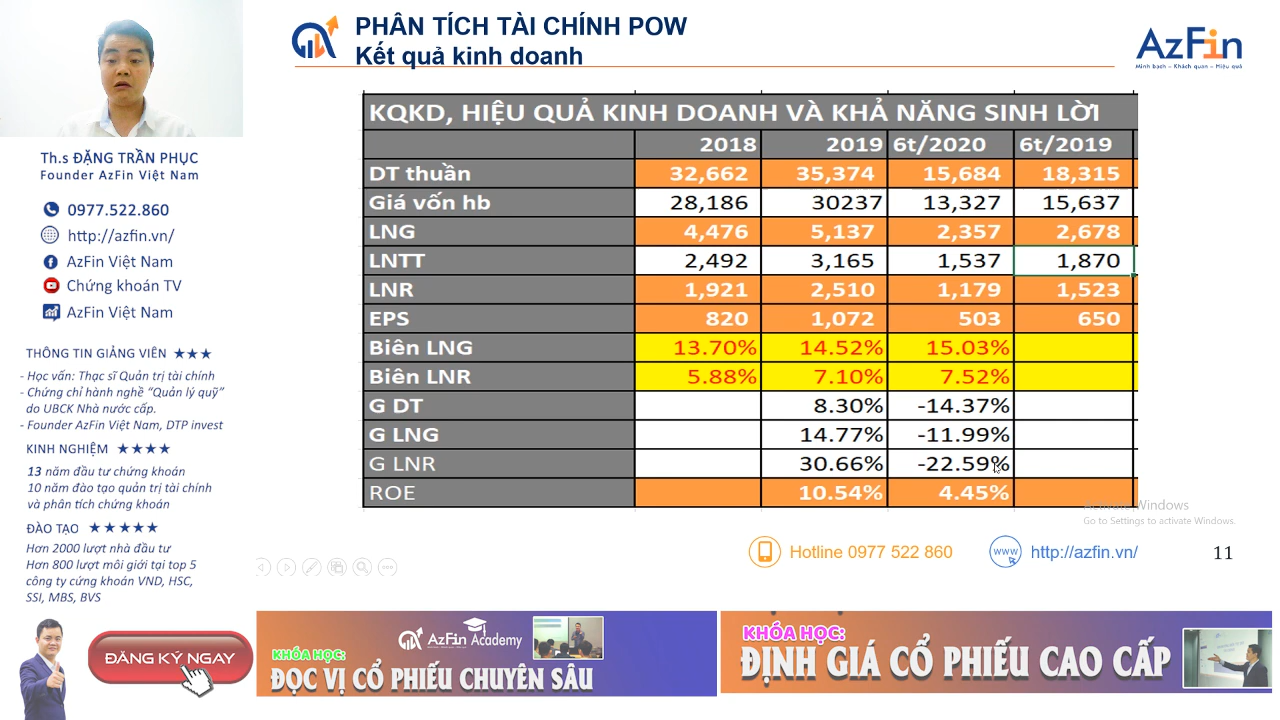 PHÂN TÍCH TÀI CHÍNH POW
Kết quả kinh doanh
AzFin
Minh bạch – Khách quan – Hiệu quả
Th.s ĐẶNG TRẦN PHỤC
Founder AzFin Việt Nam
0977.522.860
http://azfin.vn/
AzFin Việt Nam
Chứng khoán TV
AzFin Việt Nam
THÔNG TIN GIẢNG VIÊN ★★★
- Học vấn: Thạc sĩ Quản trị tài chính
- Chứng chỉ hành nghề “Quản lý quỹ”
do UBCK Nhà nước cấp.
- Founder AzFin Việt Nam, DTP invest
KINH NGHIỆM ★★★★
13 năm đầu tư chứng khoán
10 năm đào tạo quản trị tài chính
và phân tích chứng khoán
ĐÀO TẠO ★★★★★
Hơn 2000 lượt nhà đầu tư
Hơn 800 lượt môi giới tại top 5
công ty cứng khoán VND, HSC,
SSI, MBS, BVS
ĐĂNG KÝ NGAY
KQKD, HIỆU QUẢ KINH DOANH VÀ KHẢ NĂNG SINH LỜI
2018 2019 6t/2020 6t/2019
DT thuần 32,662 35,374 15,684 18,315
Giá vốn hb 28,186 30237 13,327 15,637
LNG 4,476 5,137 2,357 2,678
LNTT 2,492 3,165 1,537 1,870
LNR 1,921 2,510 1,179 1,523
EPS 820 1,072 503 650
Biên LNG 13.70% 14.52% 15.03%
Biên LNR 5.88% 7.10% 7.52%
G DT 8.30% -14.37%
G LNG 14.77% -11.99%
G LNR 30.66% -22.59%
ROE 10.54% 4.45%
Activate Windows
Go to Settings to activate Windows.
Hotline 0977 522 860
www
http://azfin.vn/
11
AzFin Academy
KHÓA HỌC:
ĐỌC VỊ CỔ PHIẾU CHUYÊN SÂU
KHÓA HỌC:
ĐỊNH GIÁ CỔ PHIẾU CAO CẤP